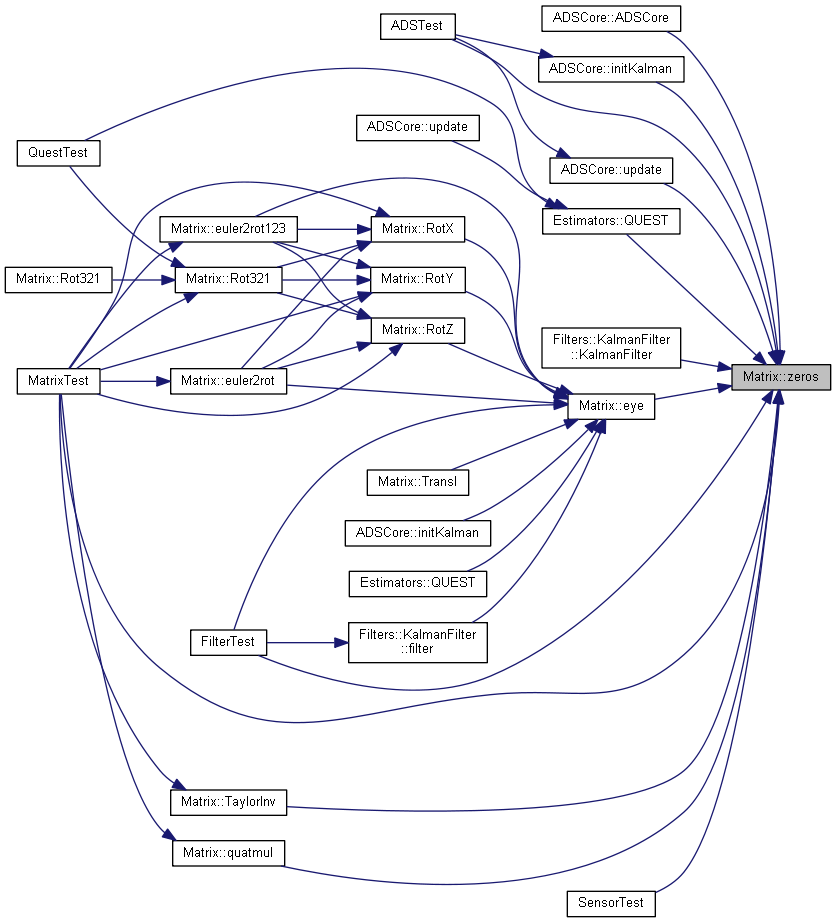 ADSCore::ADSCore
ADSTest
ADSCore::initKalman
ADSCore::update
QuestTest
ADSCore::update
Estimators::QUEST
Matrix::euler2rot123
Matrix::RotX
Matrix::Rot321
Matrix::Rot321
Matrix::RotY
Matrix::RotZ
Filters::KalmanFilter
::KalmanFilter
Matrix::zeros
MatrixTest
Matrix::euler2rot
Matrix::eye
Matrix::Transl
ADSCore::initKalman
Estimators::QUEST
FilterTest
Filters::KalmanFilter
::filter
Matrix::TaylorInv
Matrix::quatmul
SensorTest